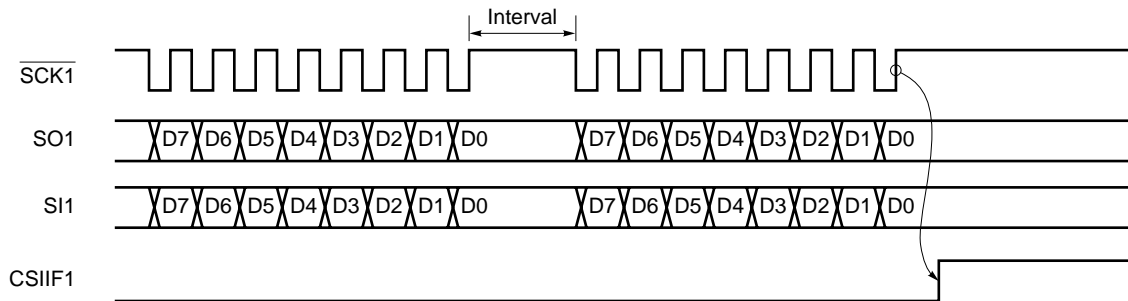 Interval
SCK1
SO1 D7 D6 D5 D4 D3 D2 D1 D0 D7 D6 D5 D4 D3 D2 D1 D0
SI1 D7 D6 D5 D4 D3 D2 D1 D0 D7 D6 D5 D4 D3 D2 D1 D0
CSIIF1